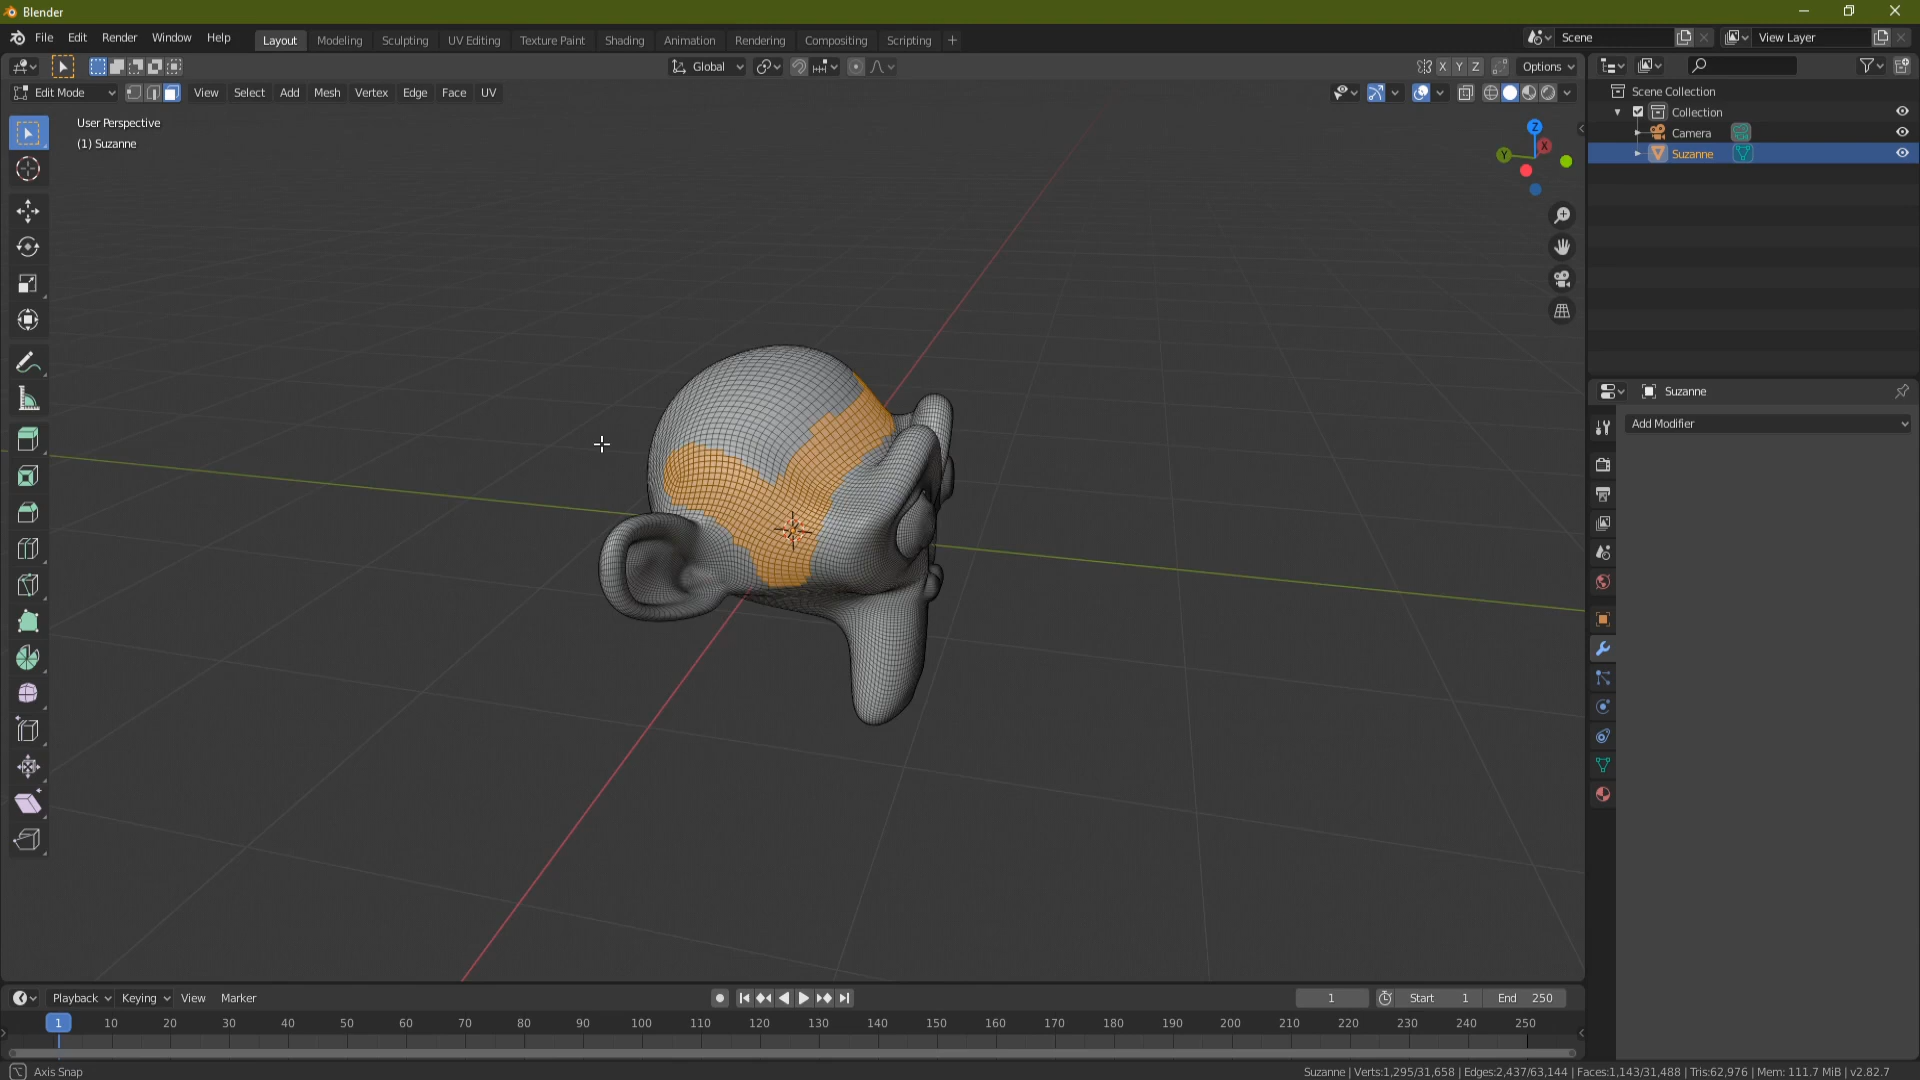 Blender
File Edit Render Window Help
Layout Modeling Sculpting UV Editing Texture Paint Shading Animation Rendering Compositing Scripting +
Scene
View Layer
Global
X Y Z
Options
Edit Mode
View Select Add Mesh Vertex Edge Face UV
User Perspective
(1) Suzanne
Z
Y
X
Scene Collection
Collection
Camera
Suzanne
Suzanne
Add Modifier
Playback Keying View Marker
1
Start 1
End 250
1 10 20 30 40 50 60 70 80 90 100 110 120 130 140 150 160 170 180 190 200 210 220 230 240 250
Axis Snap
Suzanne | Verts:1,295/31,658 | Edges:2,437/63,144 | Faces:1,143/31,488 | Tris:62,976 | Mem: 111.7 MiB | v2.82.7